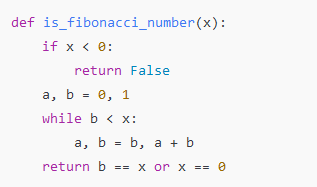 def is_fibonacci_number(x):
    if x < 0:
        return False
    a, b = 0, 1
    while b < x:
        a, b = b, a + b
    return b == x or x == 0